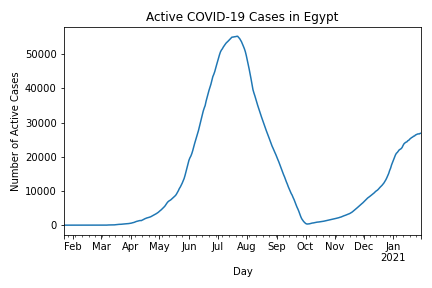 Active COVID-19 Cases in Egypt
Number of Active Cases
50000
40000
30000
20000
10000
0
Feb Mar Apr May Jun Jul Aug Sep Oct Nov Dec Jan
2021
Day